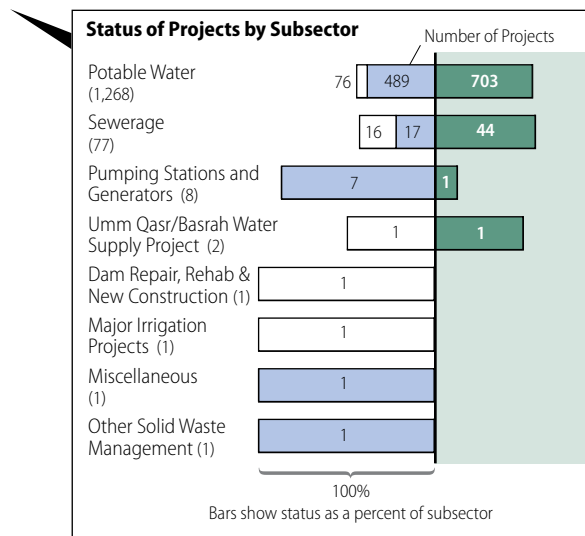 Status of Projects by Subsector
Number of Projects
Potable Water
(1,268)
76
489
703
Sewerage
(77)
16
17
44
Pumping Stations and
Generators (8)
7
1
Umm Qasr/Basrah Water
Supply Project (2)
1
1
Dam Repair, Rehab &
New Construction (1)
1
Major Irrigation
Projects (1)
1
Miscellaneous
(1)
1
Other Solid Waste
Management (1)
1
100%
Bars show status as a percent of subsector